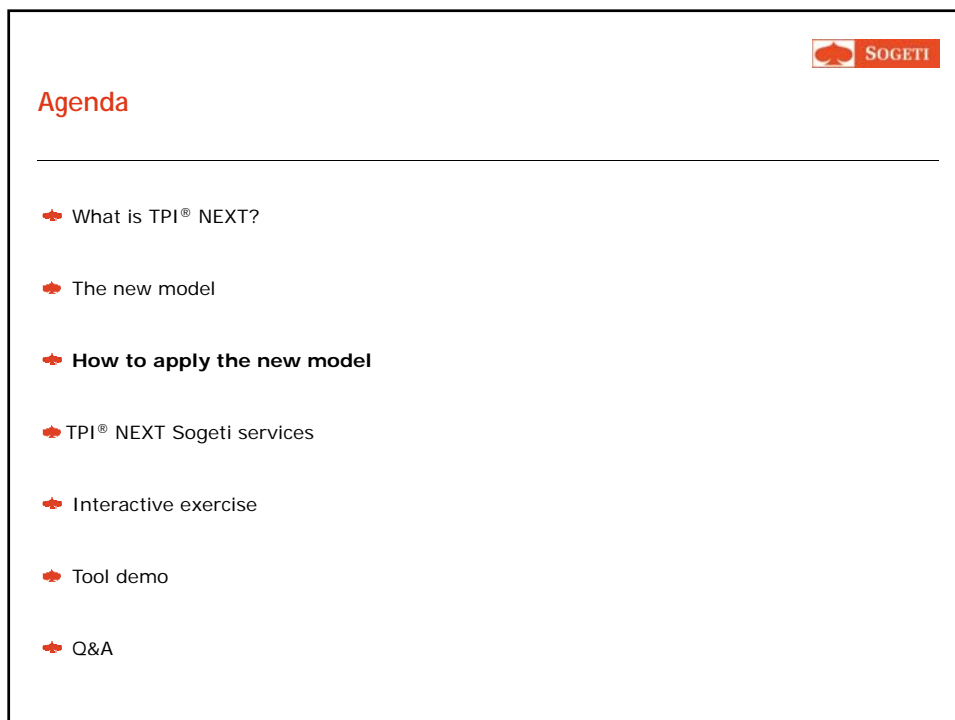 SOGETI
Agenda
What is TPI® NEXT?
The new model
How to apply the new model
TPI® NEXT Sogeti services
Interactive exercise
Tool demo
Q&A